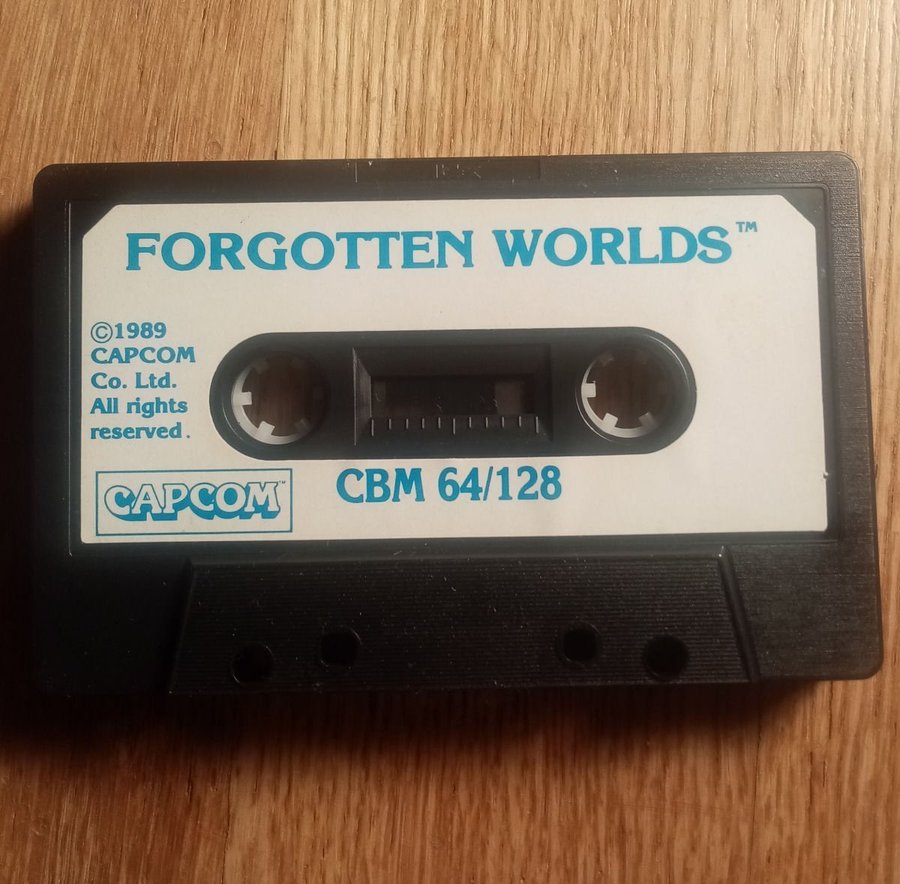 FORGOTTEN WORLDS™
©1989
CAPCOM
Co. Ltd.
All rights
reserved.
CAPCOM™
CBM 64/128